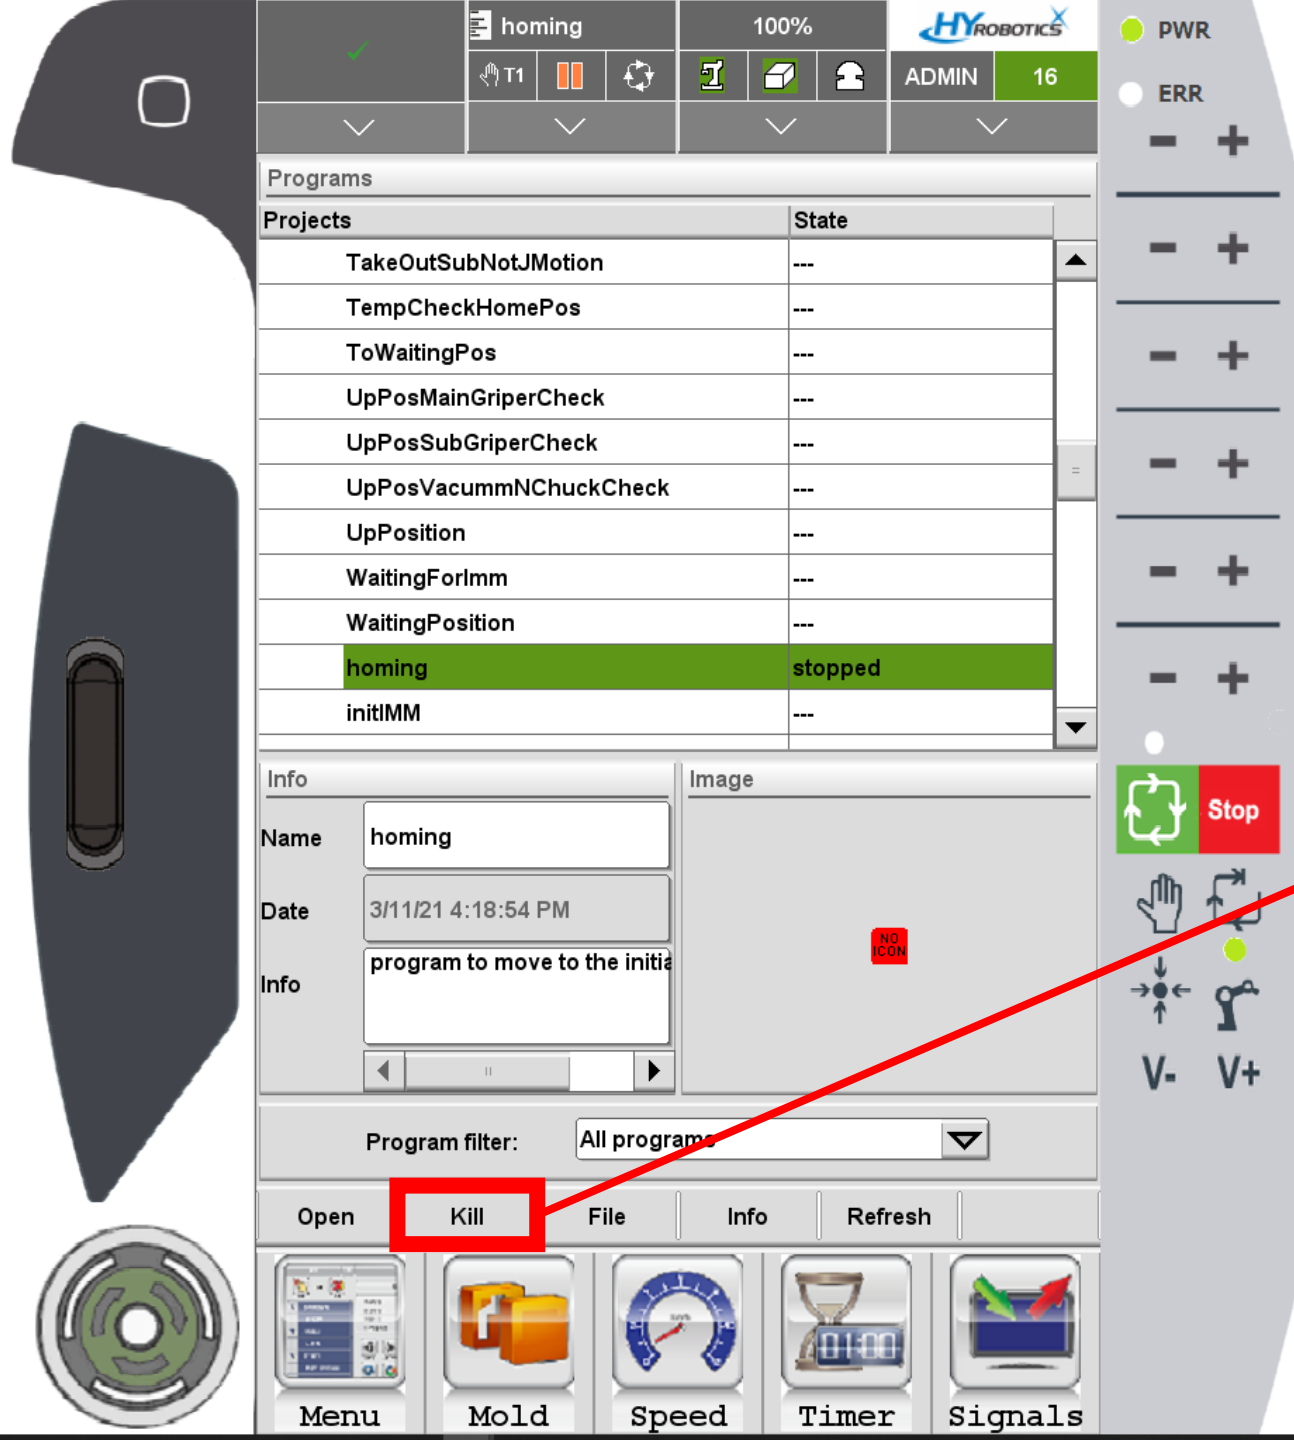 homing
100%
HYROBOTICS
T1
ADMIN
16
PWR
ERR
Programs
Projects
State
TakeOutSubNotJMotion
---
TempCheckHomePos
---
ToWaitingPos
---
UpPosMainGriperCheck
---
UpPosSubGriperCheck
---
UpPosVacummNChuckCheck
---
UpPosition
---
WaitingForImm
---
WaitingPosition
---
homing
stopped
initIMM
---
Info
Image
Name
homing
Date
3/11/21 4:18:54 PM
Info
program to move to the initia
NO
ICON
Stop
V-
V+
Program filter:
All programs
Open
Kill
File
Info
Refresh
01:00
Menu
Mold
Speed
Timer
Signals